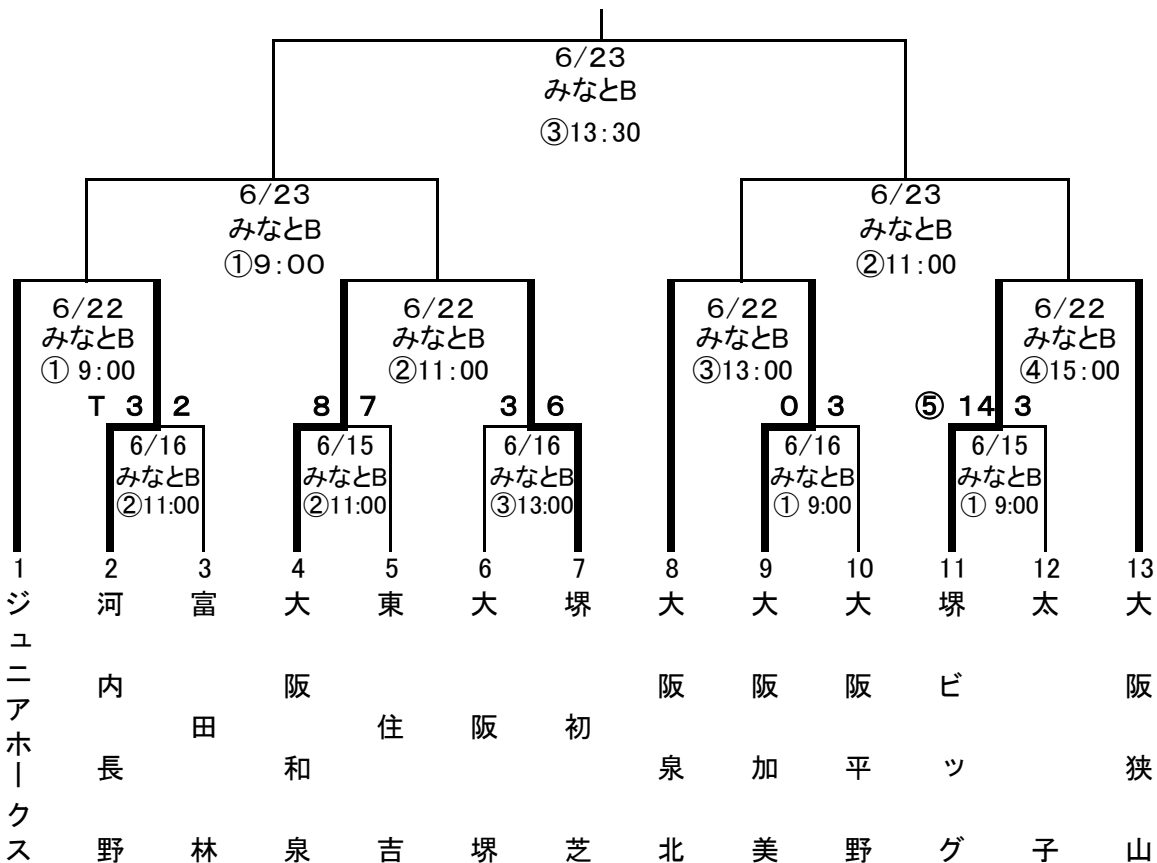 6/23
みなとB
③13:30
6/23
みなとB
①9:00
6/23
みなとB
②11:00
6/22
みなとB
① 9:00
6/22
みなとB
②11:00
6/22
みなとB
③13:00
6/22
みなとB
④15:00
T 3 2
8 7
3 6
0 3
⑤ 14 3
6/16
みなとB
②11:00
6/15
みなとB
②11:00
6/16
みなとB
③13:00
6/16
みなとB
① 9:00
6/15
みなとB
① 9:00
1
ジュニアホークス
2
河内長野
3
富田林
4
大阪和泉
5
東住吉
6
大阪堺
7
堺初芝
8
大阪泉北
9
大阪加美
10
大阪平野
11
堺ビッグ
12
太子
13
大阪狭山